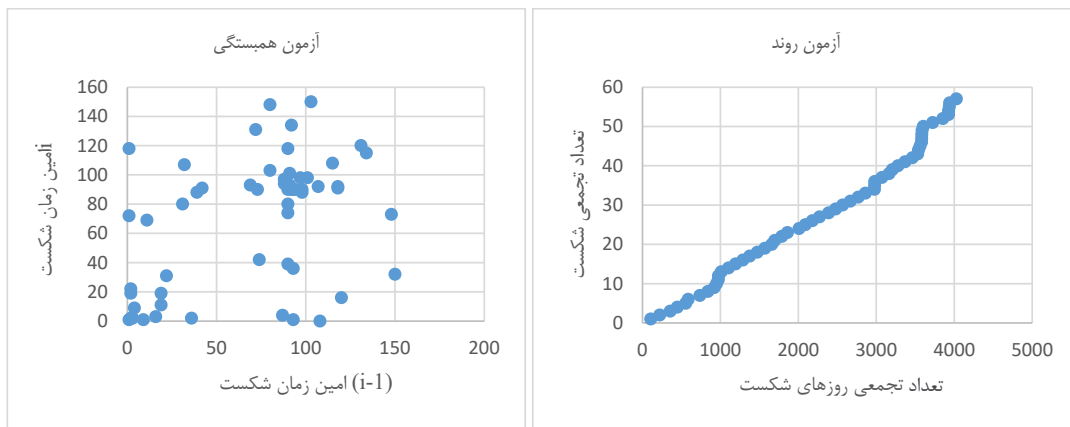 آزمون همبستگی
160
140
120
100
80
60
40
20
0
0 50 100 150 200
iامین زمان شکست
(i-1) امین زمان شکست
آزمون روند
60
50
40
30
20
10
0
0 1000 2000 3000 4000 5000
تعداد تجمعی شکست
تعداد تجمعی روزهای شکست